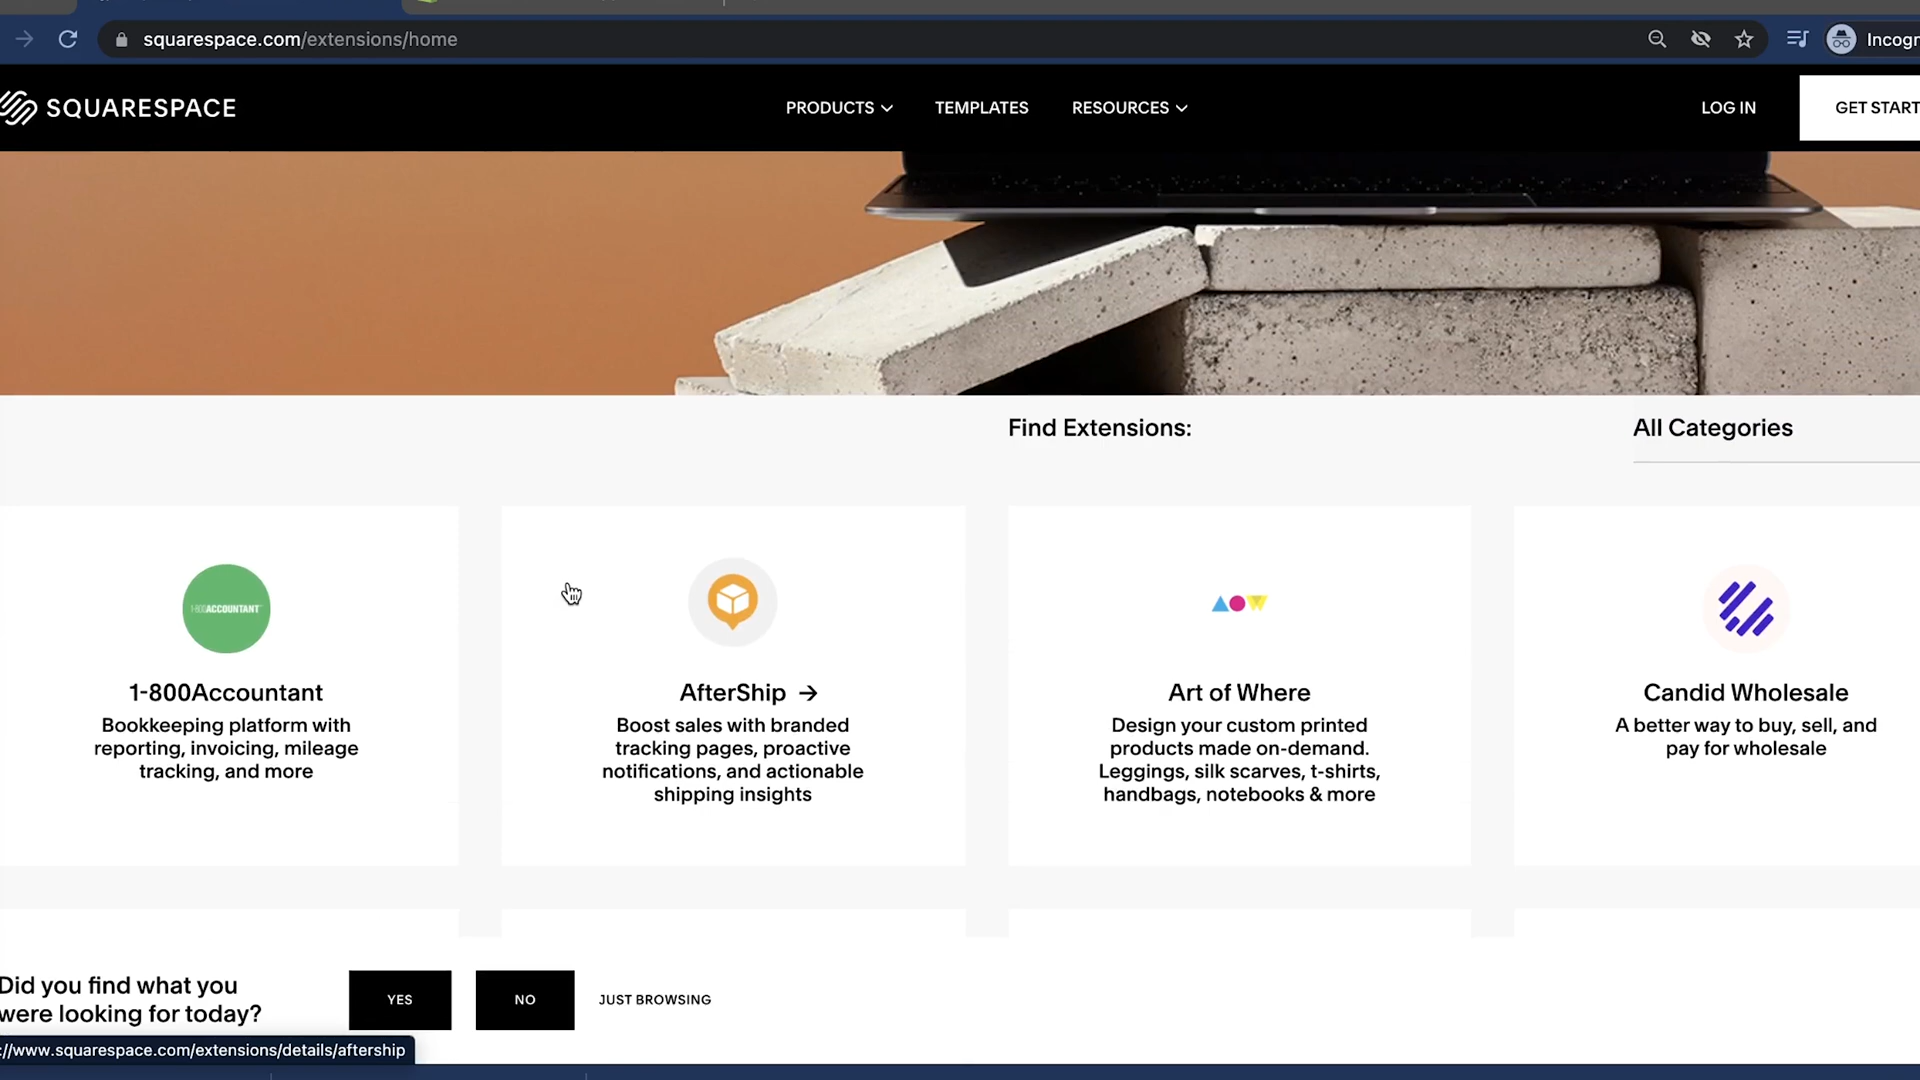 squarespace.com/extensions/home
Incogn
SQUARESPACE
PRODUCTS
TEMPLATES
RESOURCES
LOG IN
GET START
Find Extensions:
All Categories
1-800ACCOUNTANT
AOW
1-800Accountant
Bookkeeping platform with
reporting, invoicing, mileage
tracking, and more
AfterShip →
Boost sales with branded
tracking pages, proactive
notifications, and actionable
shipping insights
Art of Where
Design your custom printed
products made on-demand.
Leggings, silk scarves, t-shirts,
handbags, notebooks & more
Candid Wholesale
A better way to buy, sell, and
pay for wholesale
Did you find what you
were looking for today?
YES
NO
JUST BROWSING
://www.squarespace.com/extensions/details/aftership